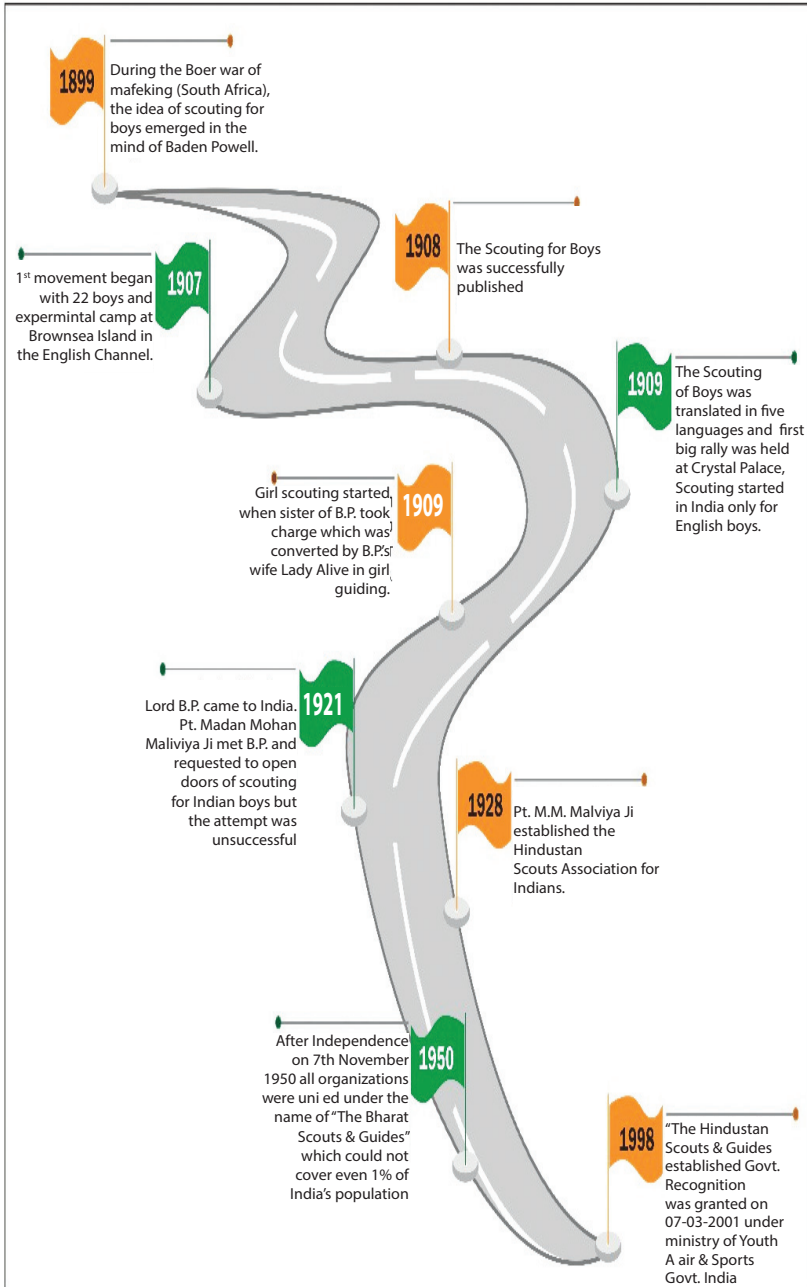 1899
During the Boer war of
mafeking (South Africa),
the idea of scouting for
boys emerged in the
mind of Baden Powell.
1907
1st movement began
with 22 boys and
expermintal camp at
Brownsea Island in
the English Channel.
1908
The Scouting for Boys
was successfully
published
1909
The Scouting
of Boys was
translated in five
languages and first
big rally was held
at Crystal Palace,
Scouting started
in India only for
English boys.
1909
Girl scouting started
when sister of B.P. took
charge which was
converted by B.P.'s
wife Lady Alive in girl
guiding.
1921
Lord B.P. came to India.
Pt. Madan Mohan
Maliviya Ji met B.P. and
requested to open
doors of scouting
for Indian boys but
the attempt was
unsuccessful
1928
Pt. M.M. Malviya Ji
established the
Hindustan
Scouts Association for
Indians.
1950
After Independence
on 7th November
1950 all organizations
were uni ed under the
name of "The Bharat
Scouts & Guides"
which could not
cover even 1% of
India's population
1998
"The Hindustan
Scouts & Guides
established Govt.
Recognition
was granted on
07-03-2001 under
ministry of Youth
A air & Sports
Govt. India